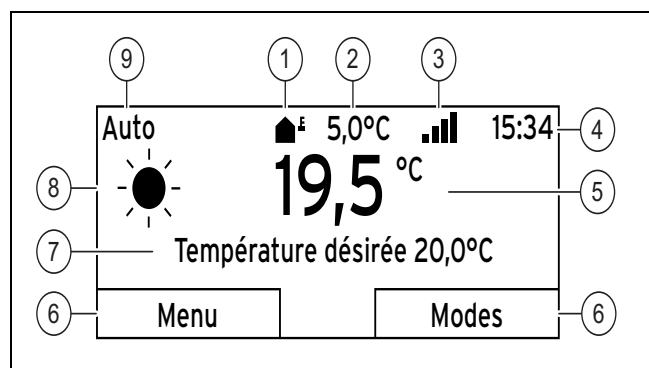 9 1 2 3
Auto 5,0°C 15:34 4
8 19,5 °C 5
7 Température désirée 20,0°C
6 Menu Modes 6